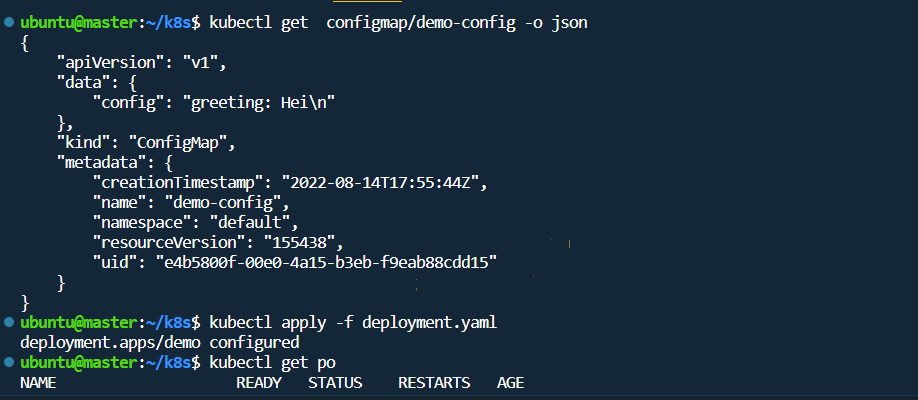 ubuntu@master:~/k8s$ kubectl get  configmap/demo-config -o json
{
    "apiVersion": "v1",
    "data": {
        "config": "greeting: Hei\n"
    },
    "kind": "ConfigMap",
    "metadata": {
        "creationTimestamp": "2022-08-14T17:55:44Z",
        "name": "demo-config",
        "namespace": "default",
        "resourceVersion": "155438",
        "uid": "e4b5800f-00e0-4a15-b3eb-f9eab88cdd15"
    }
}
ubuntu@master:~/k8s$ kubectl apply -f deployment.yaml
deployment.apps/demo configured
ubuntu@master:~/k8s$ kubectl get po
NAME                    READY   STATUS    RESTARTS   AGE